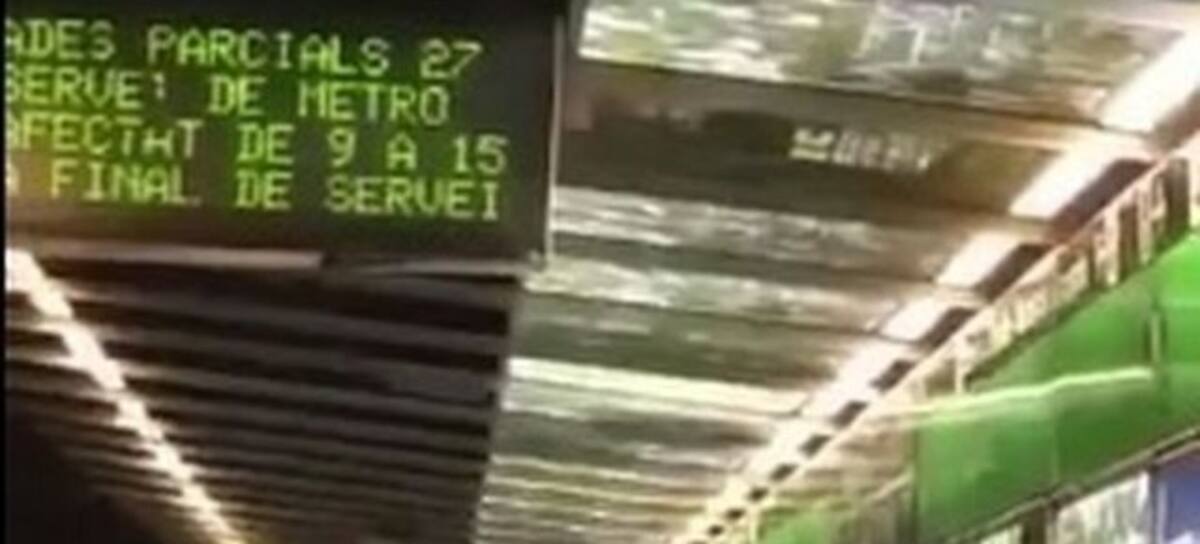 ADES PARCIALS 27
SERVEI DE METRO
AFECTAT DE 9 A 15
A FINAL DE SERVEI